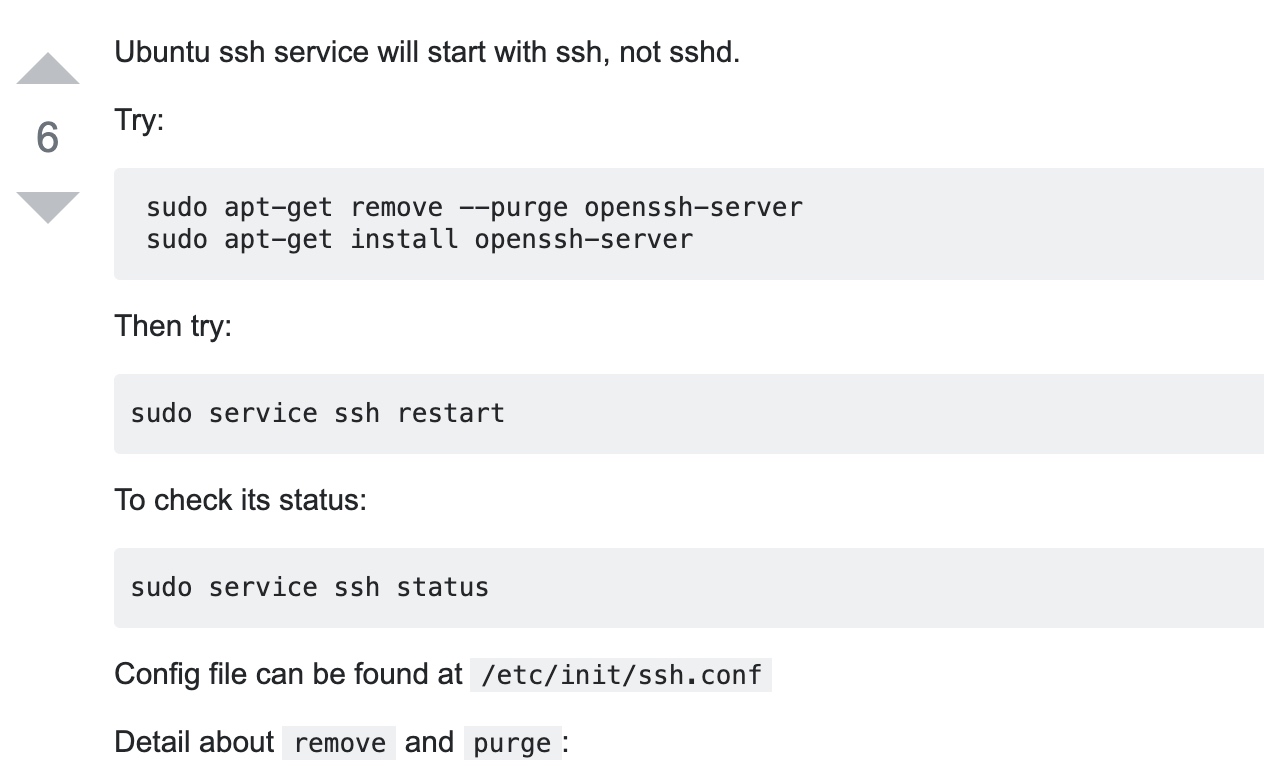 Ubuntu ssh service will start with ssh, not sshd.
6
Try:
sudo apt-get remove --purge openssh-server
sudo apt-get install openssh-server
Then try:
sudo service ssh restart
To check its status:
sudo service ssh status
Config file can be found at /etc/init/ssh.conf
Detail about remove and purge: